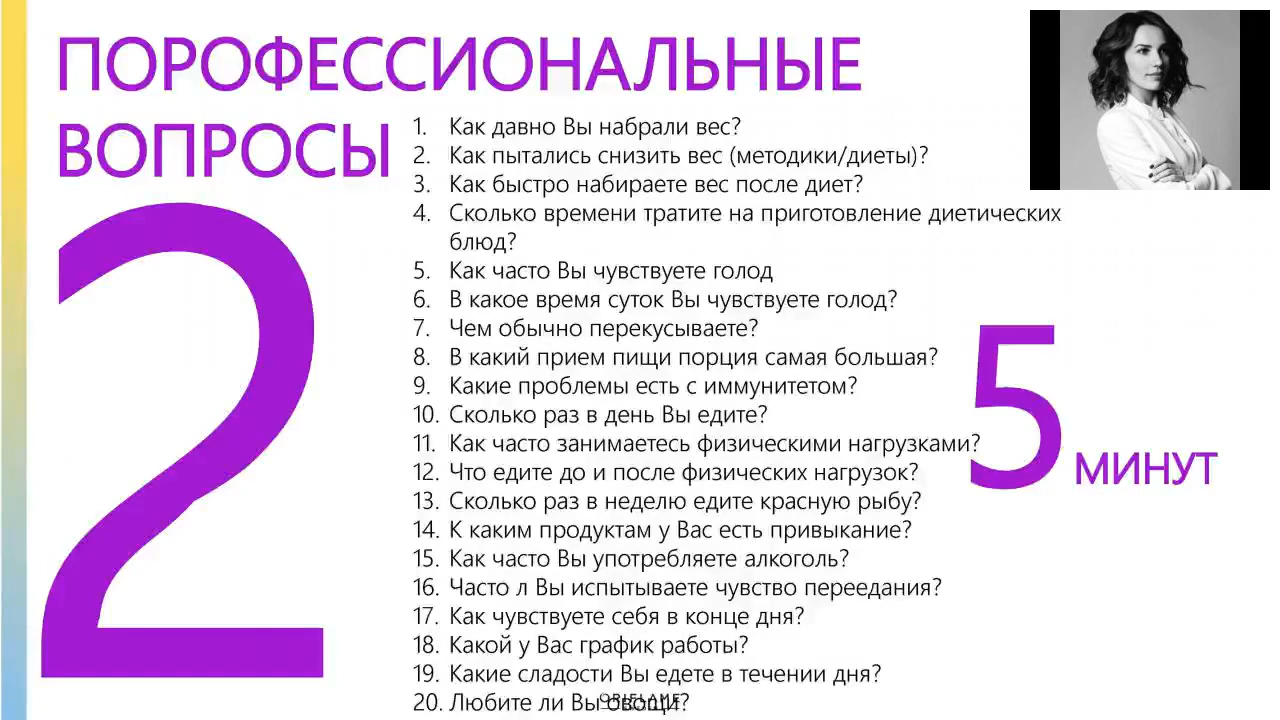 ПОРОФЕССИОНАЛЬНЫЕ
ВОПРОСЫ
2
1. Как давно Вы набрали вес?
2. Как пытались снизить вес (методики/диеты)?
3. Как быстро набираете вес после диет?
4. Сколько времени тратите на приготовление диетических
блюд?
5. Как часто Вы чувствуете голод
6. В какое время суток Вы чувствуете голод?
7. Чем обычно перекусываете?
8. В какий прием пищи порция самая большая?
9. Какие проблемы есть с иммунитетом?
10. Сколько раз в день Вы едите?
11. Как часто занимаетесь физическими нагрузками?
12. Что едите до и после физических нагрузок?
13. Сколько раз в неделю едите красную рыбу?
14. К каким продуктам у Вас есть привыкание?
15. Как часто Вы употребляете алкоголь?
16. Часто л Вы испытываете чувство переедания?
17. Как чувствуете себя в конце дня?
18. Какой у Вас график работы?
19. Какие сладости Вы едете в течении дня?
20. Любите ли Вы овощи?
ORIFLAME
5 МИНУТ